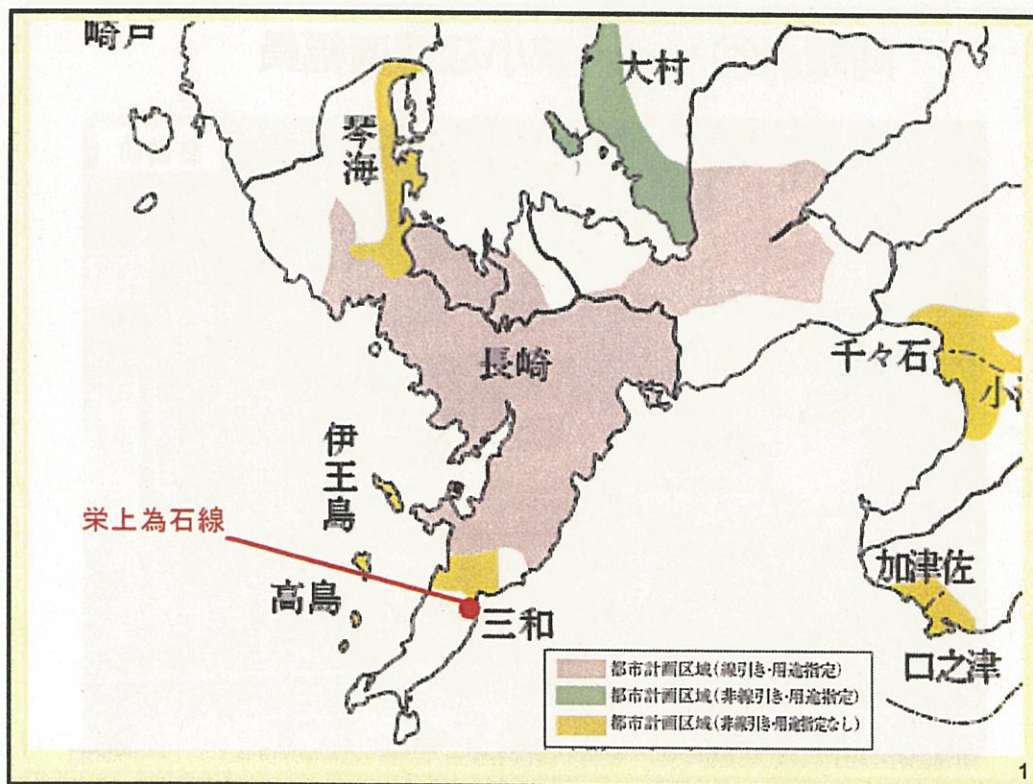 崎戸
大村
琴海
長崎
千々石
小
伊王島
栄上為石線
高島
加津佐
三和
口之津
都市計画区域(線引き・用途指定)
都市計画区域(非線引き・用途指定)
都市計画区域(非線引き・用途指定なし)
1